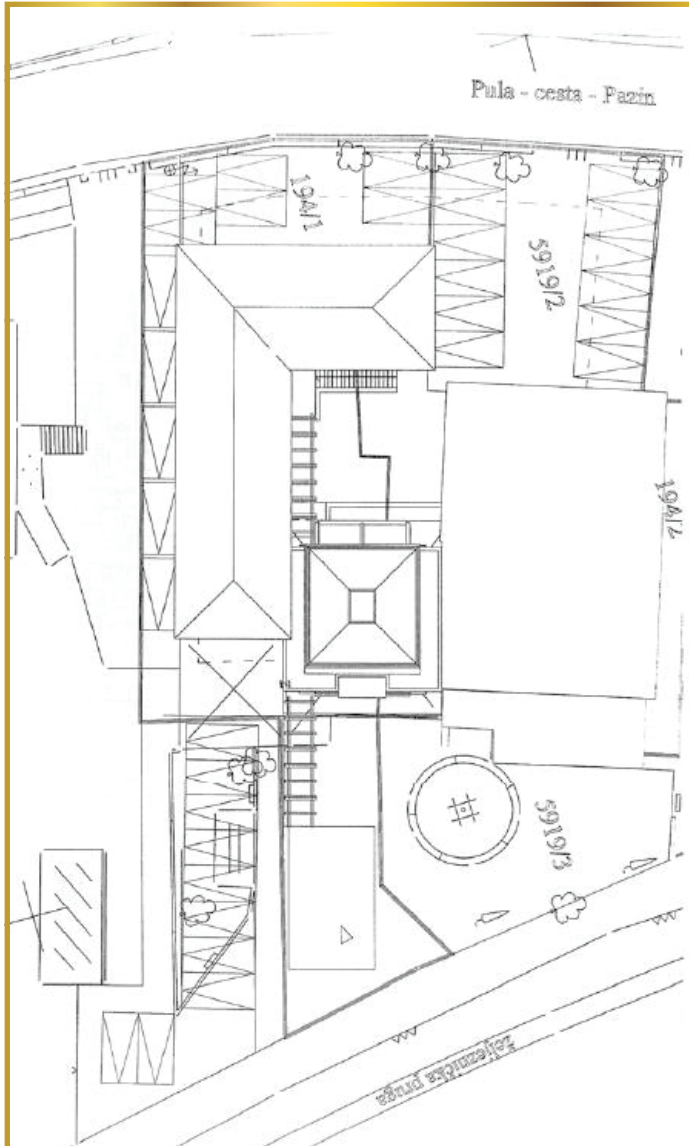 Pula - cesta - Pazin
194/1
5919/2
194/2
5919/3
željeznička pruga